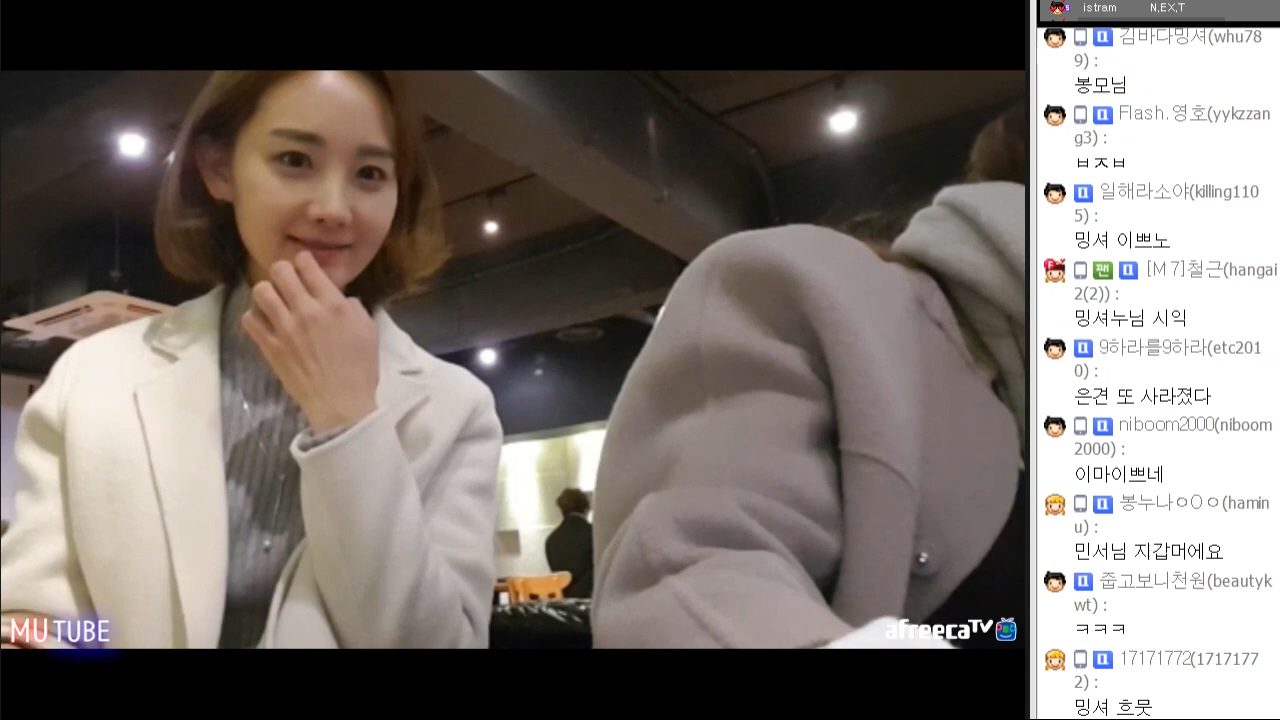 istram N,EX,T
김바다밍셔(whu78
9) :
봉모님
Flash.영호(yykzzan
g3) :
ㅂㅈㅂ
일해라소야(killing110
5) :
밍셔 이쁘노
팬 [M 7]철근(hangai
2(2)) :
밍셔누님 시익
9하라를9하라(etc201
0) :
은견 또 사라졌다
niboom2000(niboom
2000) :
이마이쁘네
봉누나ㅇ0ㅇ(hamin
u) :
민서님 지갑머에요
줍고보니천원(beautyk
wt) :
ㅋㅋㅋ
17171772(1717177
2) :
밍셔 흐뭇
MUTUBE
afreecaTV